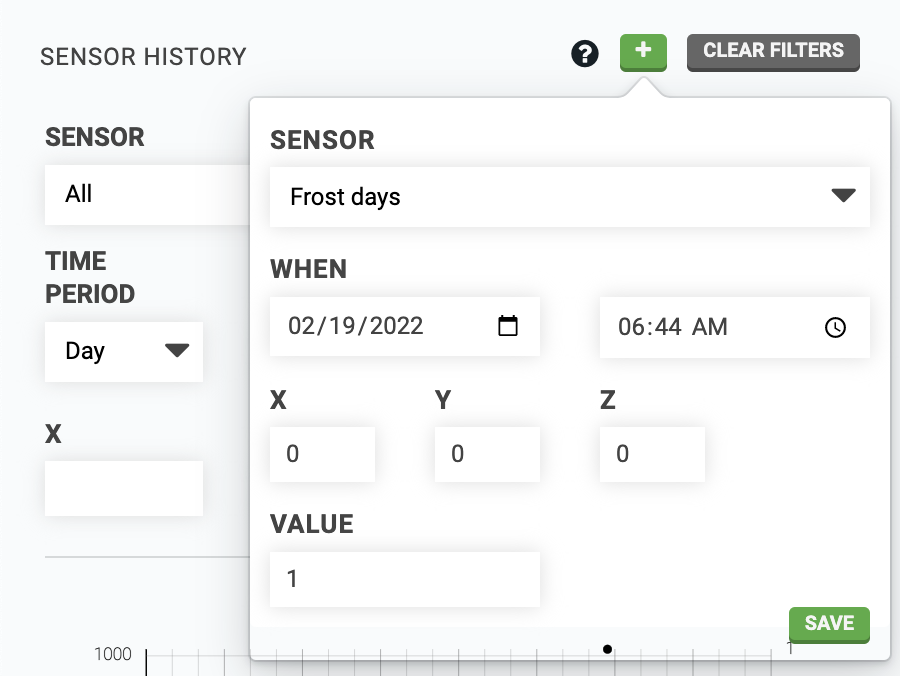 SENSOR HISTORY
?
+
CLEAR FILTERS
SENSOR
All
TIME
PERIOD
Day
X
SENSOR
Frost days
WHEN
02/19/2022
06:44 AM
X Y Z
0 0 0
VALUE
1
SAVE
1000
1